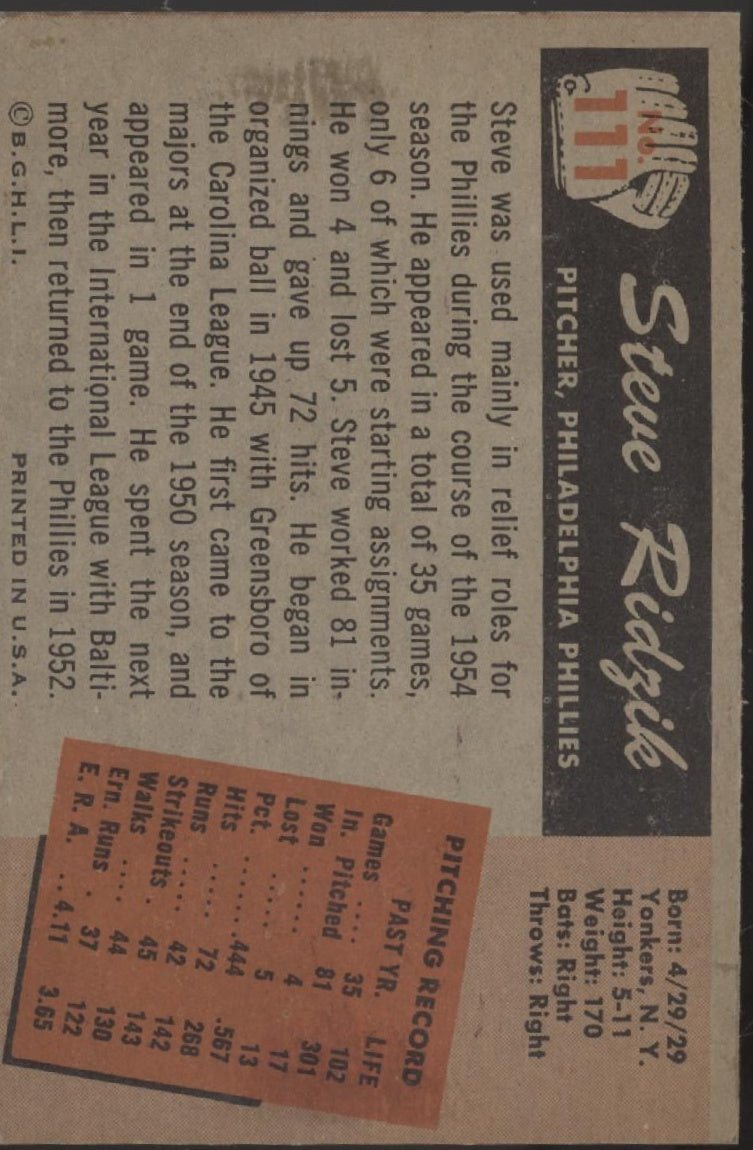 No.
111
Steve Ridzik
PITCHER, PHILADELPHIA PHILLIES
Born: 4/29/29
Yonkers, N. Y.
Height: 5-11
Weight: 170
Bats: Right
Throws: Right
Steve was used mainly in relief roles for
the Phillies during the course of the 1954
season. He appeared in a total of 35 games,
only 6 of which were starting assignments.
He won 4 and lost 5. Steve worked 81 in-
nings and gave up 72 hits. He began in
organized ball in 1945 with Greensboro of
the Carolina League. He first came to the
majors at the end of the 1950 season, and
appeared in 1 game. He spent the next
year in the International League with Balti-
more, then returned to the Phillies in 1952.
© B.G.H.L.I. PRINTED IN U.S.A.
PITCHING RECORD
PAST YR. LIFE
Games .... 35 102
In. Pitched 81 301
Won ...... 4 17
Lost ..... 5 13
Pct. .......444 .567
Hits ..... 72 268
Runs ..... 42 142
Strikeouts . 45 143
Walks .... 44 130
Ern. Runs . 37 122
E. R. A. .. 4.11 3.65